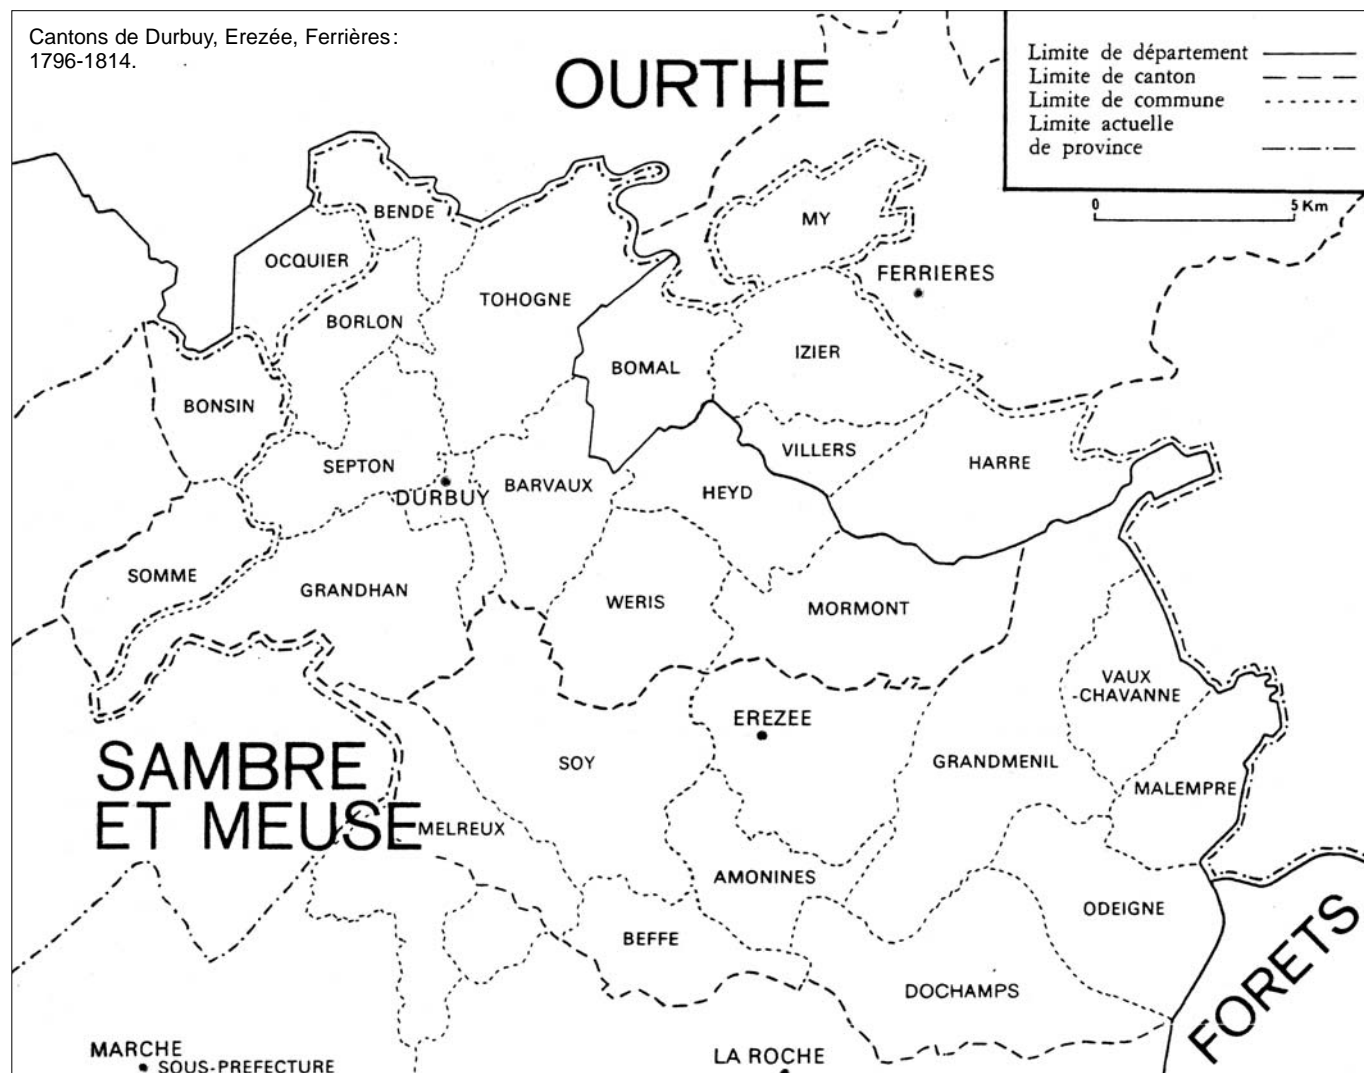 Cantons de Durbuy, Erezée, Ferrières:
1796-1814.
OURTHE
Limite de département
Limite de canton
Limite de commune
Limite actuelle
de province
0 5 Km
BENDE
MY
OCQUIER
FERRIERES
TOHOGNE
BORLON
IZIER
BOMAL
BONSIN
VILLERS
SEPTON
HARRE
DURBUY
BARVAUX
HEYD
SOMME
GRANDHAN
WERIS
MORMONT
VAUX
-CHAVANNE
EREZEE
SAMBRE
ET MEUSE
SOY
GRANDMENIL
MALEMPRE
MELREUX
AMONINES
ODEIGNE
BEFFE
DOCHAMPS
FORETS
MARCHE
SOUS-PREFECTURE
LA ROCHE